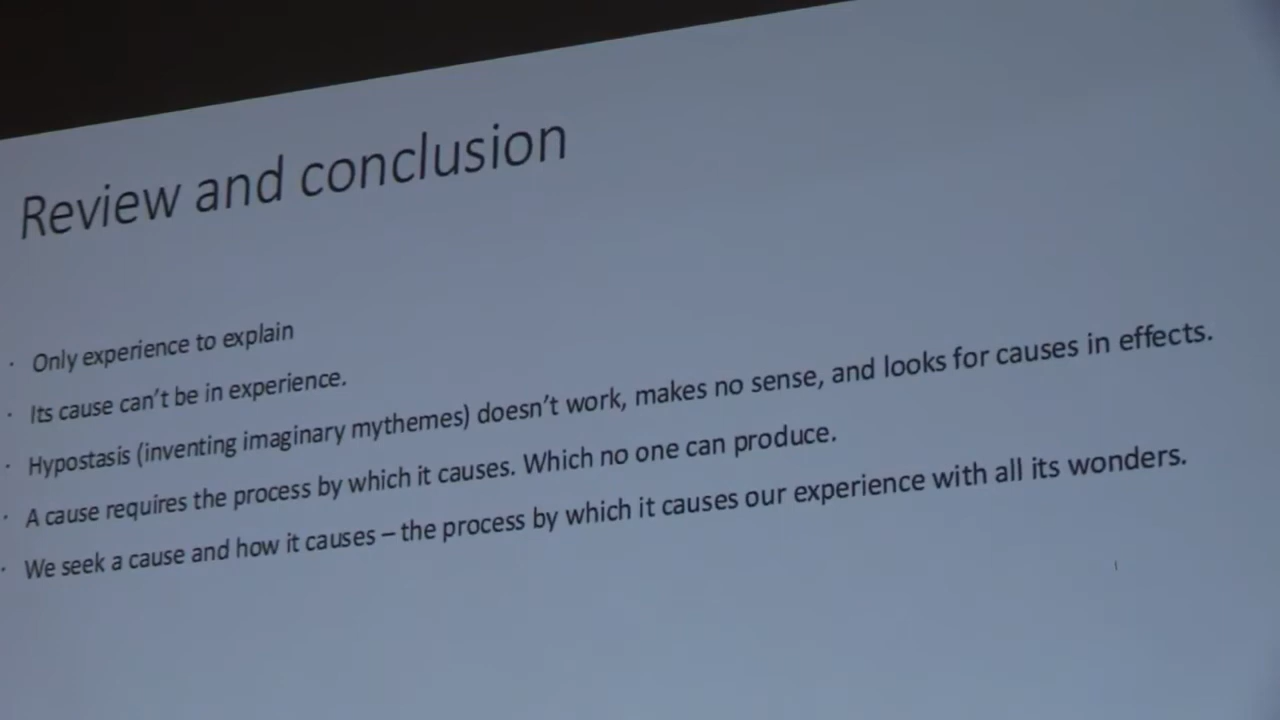 Review and conclusion
· Only experience to explain
· Its cause can’t be in experience.
· Hypostasis (inventing imaginary mythemes) doesn’t work, makes no sense, and looks for causes in effects.
· A cause requires the process by which it causes. Which no one can produce.
· We seek a cause and how it causes – the process by which it causes our experience with all its wonders.